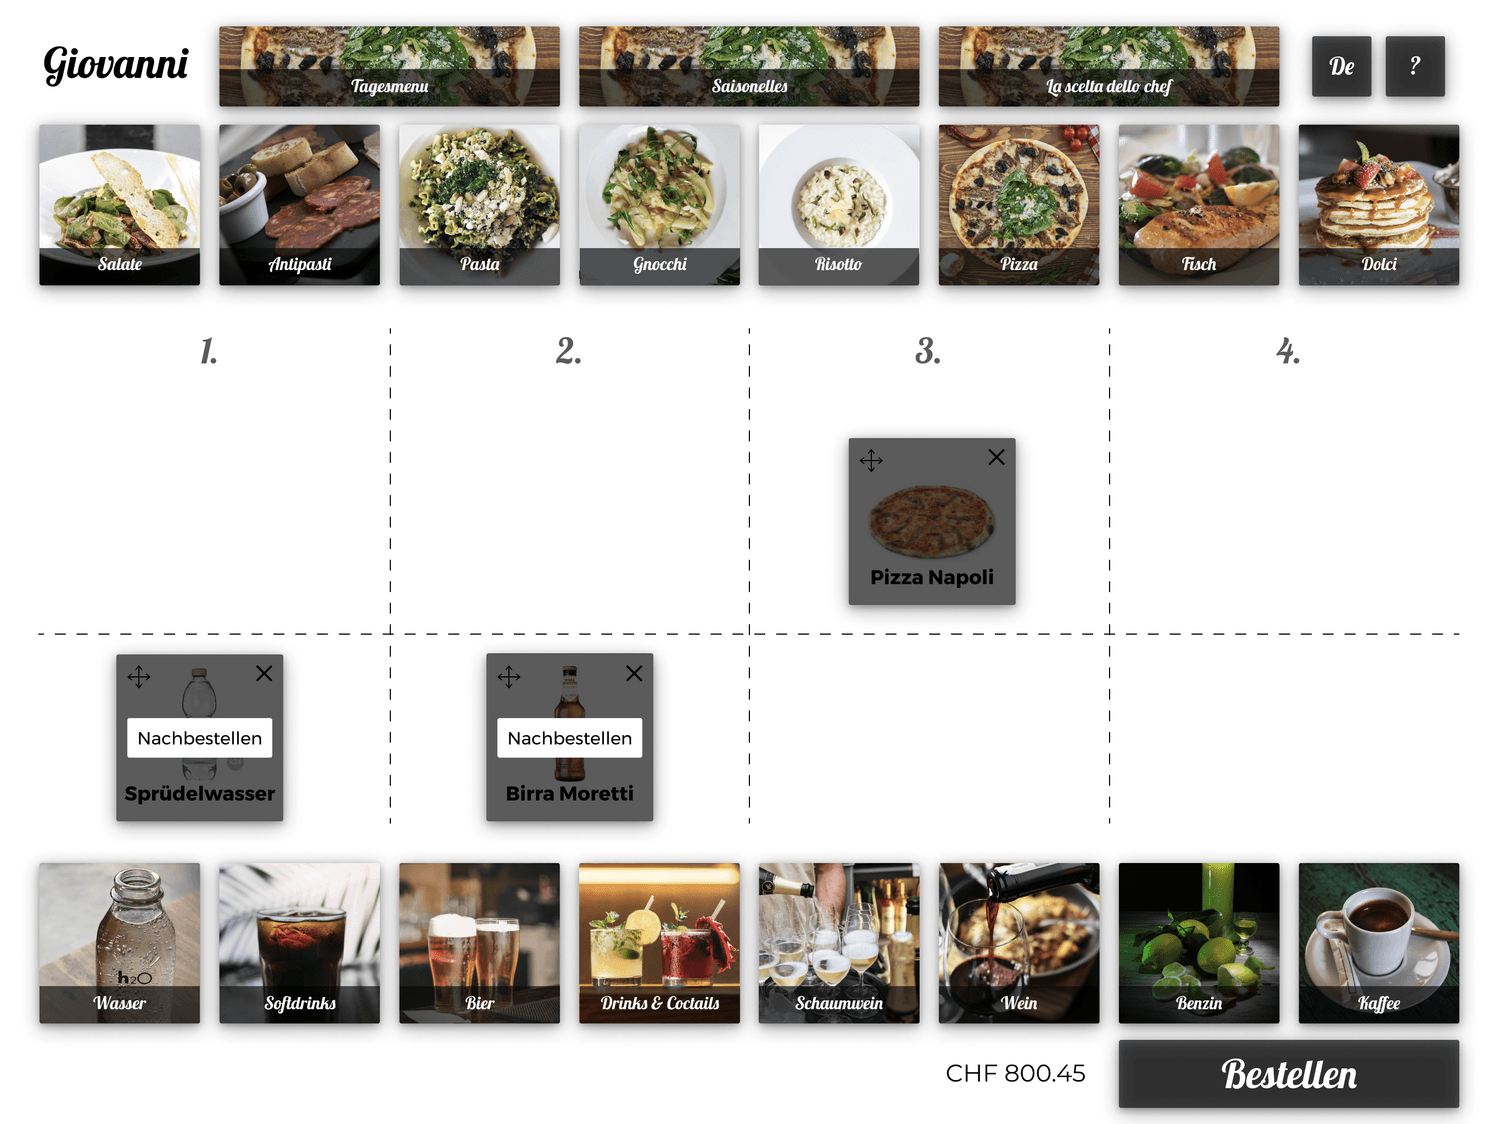 Giovanni
Tagesmenu
Saisonelles
La scelta dello chef
De
?
Salate
Antipasti
Pasta
Gnocchi
Risotto
Pizza
Fisch
Dolci
1.
2.
3.
4.
Pizza Napoli
Nachbestellen
Sprüdelwasser
Nachbestellen
Birra Moretti
h2O
Wasser
Softdrinks
Bier
Drinks & Coctails
Schaumwein
Wein
Benzin
Kaffee
CHF 800.45
Bestellen